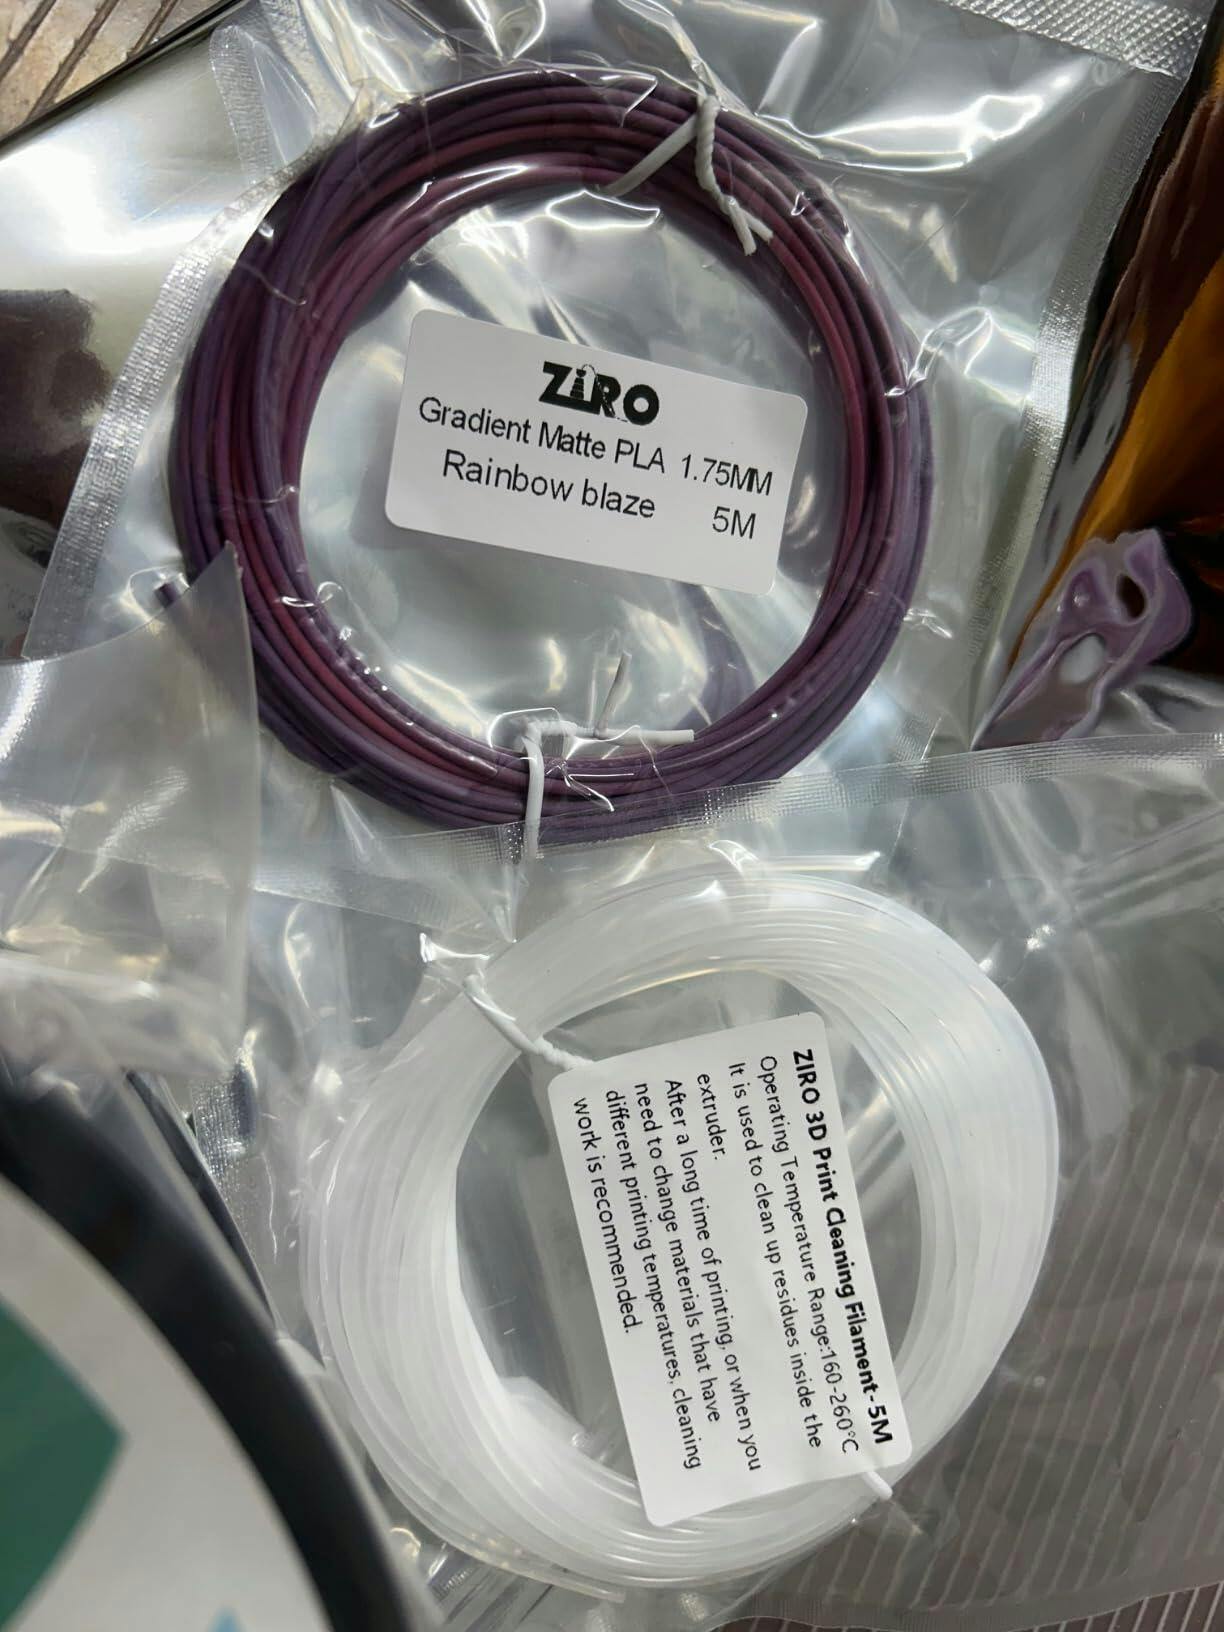 ZIRO
Gradient Matte PLA 1.75MM
Rainbow blaze 5M
ZIRO 3D Print Cleaning Filament-5M
Operating Temperature Range:160-260°C
It is used to clean up residues inside the
extruder.
After a long time of printing, or when you
need to change materials that have
different printing temperatures, cleaning
work is recommended.